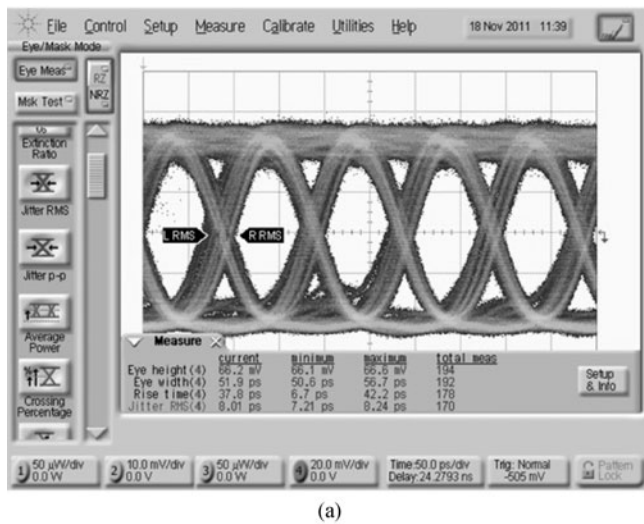 File Control Setup Measure Calibrate Utilities Help 18 Nov 2011 11:39
Eye/Mask Mode
Eye Meas
RZ
NRZ
Msk Test
Extinction
Ratio
Jitter RMS
Jitter p-p
Average
Power
Crossing
Percentage
L RMS R RMS
Measure
current minimum maximum total meas
Eye height(4) 66.2 mV 66.1 mV 66.6 mV 194
Eye width(4) 51.9 ps 50.6 ps 56.7 ps 192
Rise time(4) 37.8 ps 6.7 ps 42.2 ps 178
Jitter RMS(4) 8.01 ps 7.21 ps 8.24 ps 170
Setup
& Info
1) 50 µW/div
0.0 W
2) 10.0 mV/div
0.0 V
3) 50 µW/div
0.0 W
4) 20.0 mV/div
0.0 V
Time:50.0 ps/div
Delay:24.2793 ns
Trig: Normal
-505 mV
Pattern
Lock
(a)